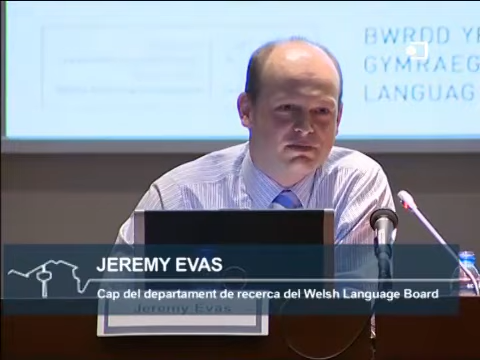 BWRDD YR
GYMRAEG
LANGUAG
JEREMY EVAS
Cap del departament de recerca del Welsh Language Board
Jeremy Evas